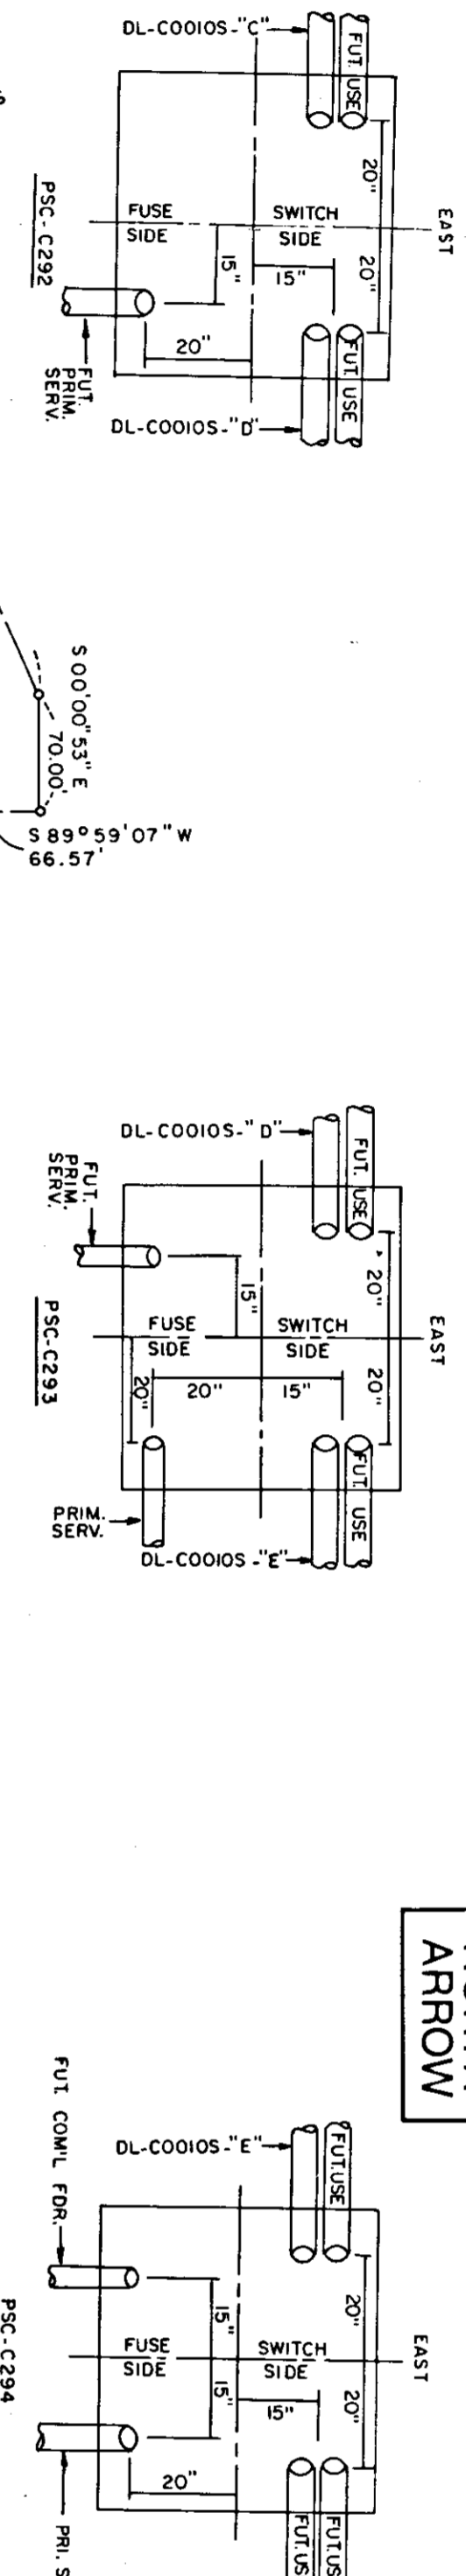 DL-C0010S-"C"
FUT. USE
FUT. USE
20"
20"
EAST
FUSE
SIDE
SWITCH
SIDE
15"
15"
20"
PSC-C292
FUT.
PRIM.
SERV.
DL-C0010S-"D"
S 00°00'53" E
70.00'
S 89°59'07" W
66.57'
DL-C0010S-"D"
FUT. USE
FUT. USE
20"
20"
EAST
FUT.
PRIM.
SERV.
15"
FUSE
SIDE
SWITCH
SIDE
20"
20"
15"
PSC-C293
PRIM.
SERV.
DL-C0010S-"E"
ARROW
DL-C0010S-"E"
FUT. USE
20"
20"
EAST
FUT. COM'L FDR.
15"
15"
FUSE
SIDE
SWITCH
SIDE
15"
20"
PSC-C294